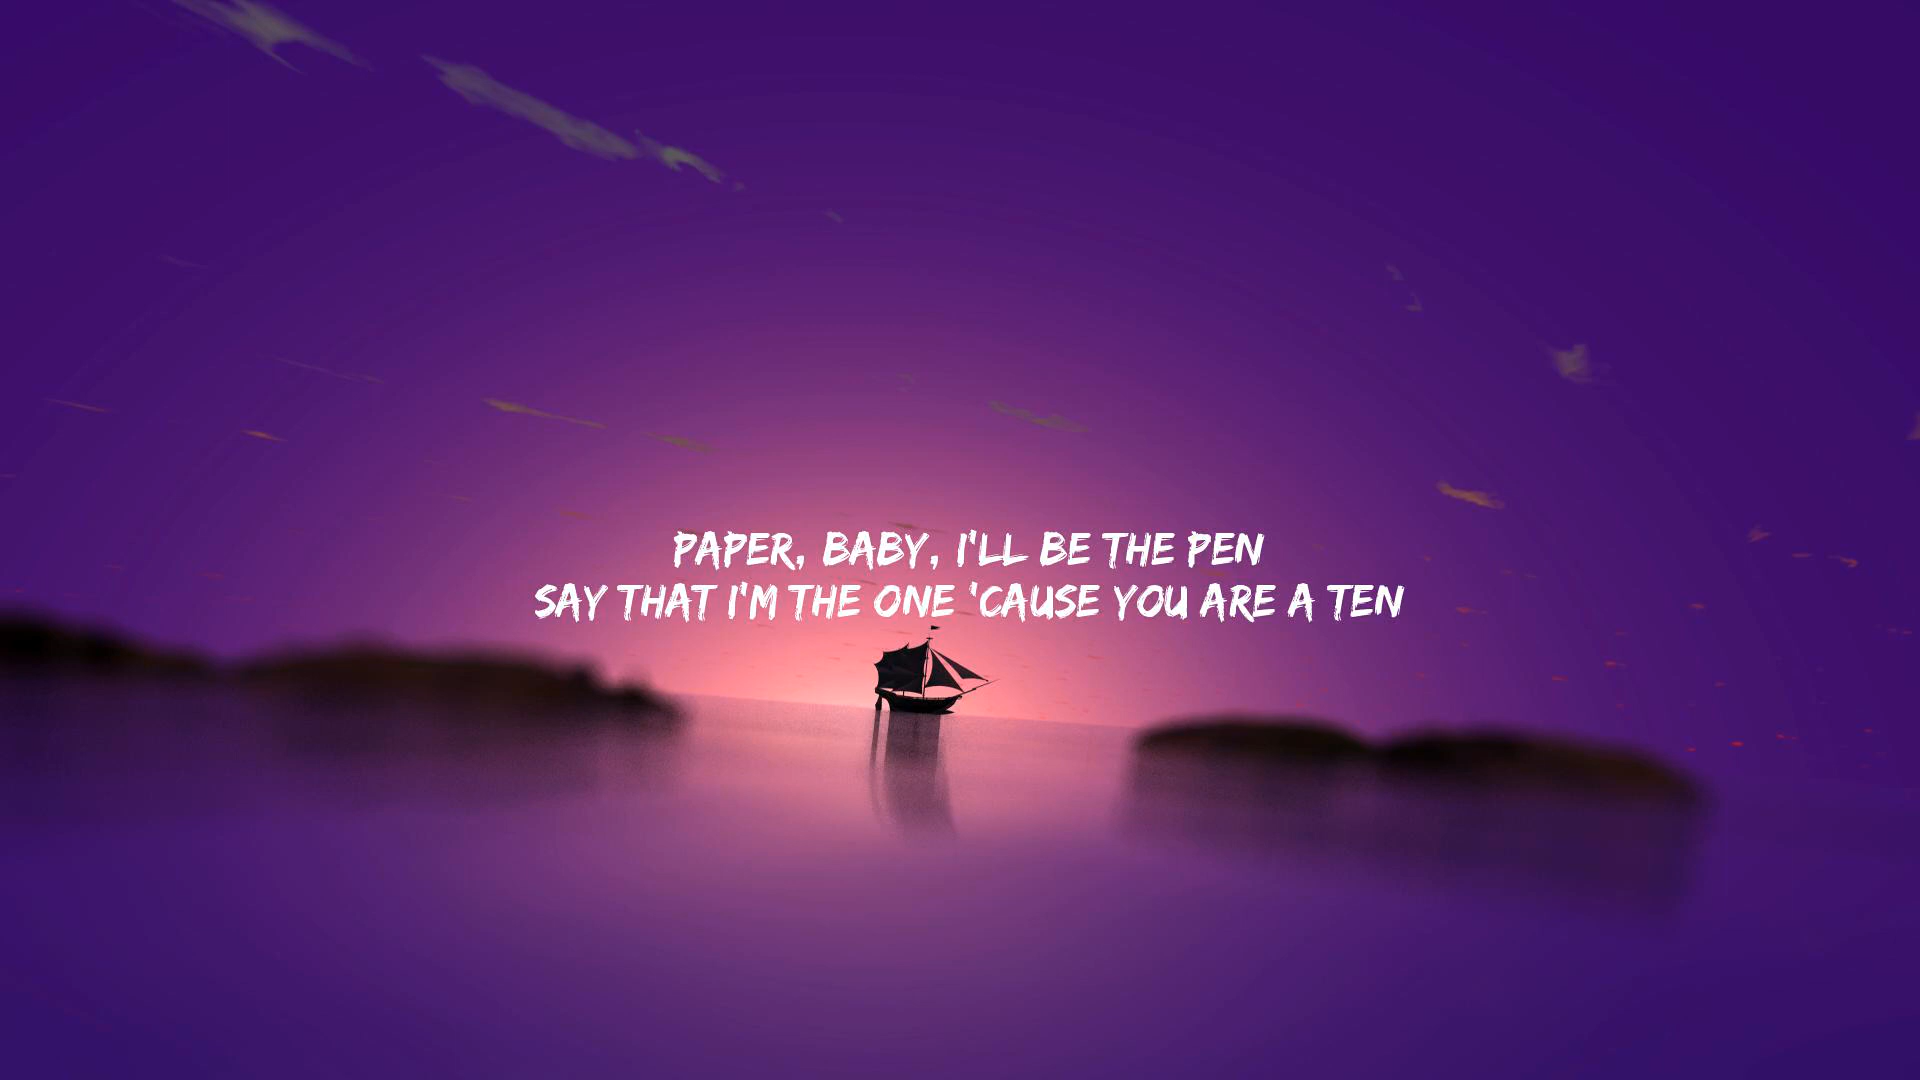 PAPER, BABY, I'LL BE THE PEN
SAY THAT I'M THE ONE 'CAUSE YOU ARE A TEN